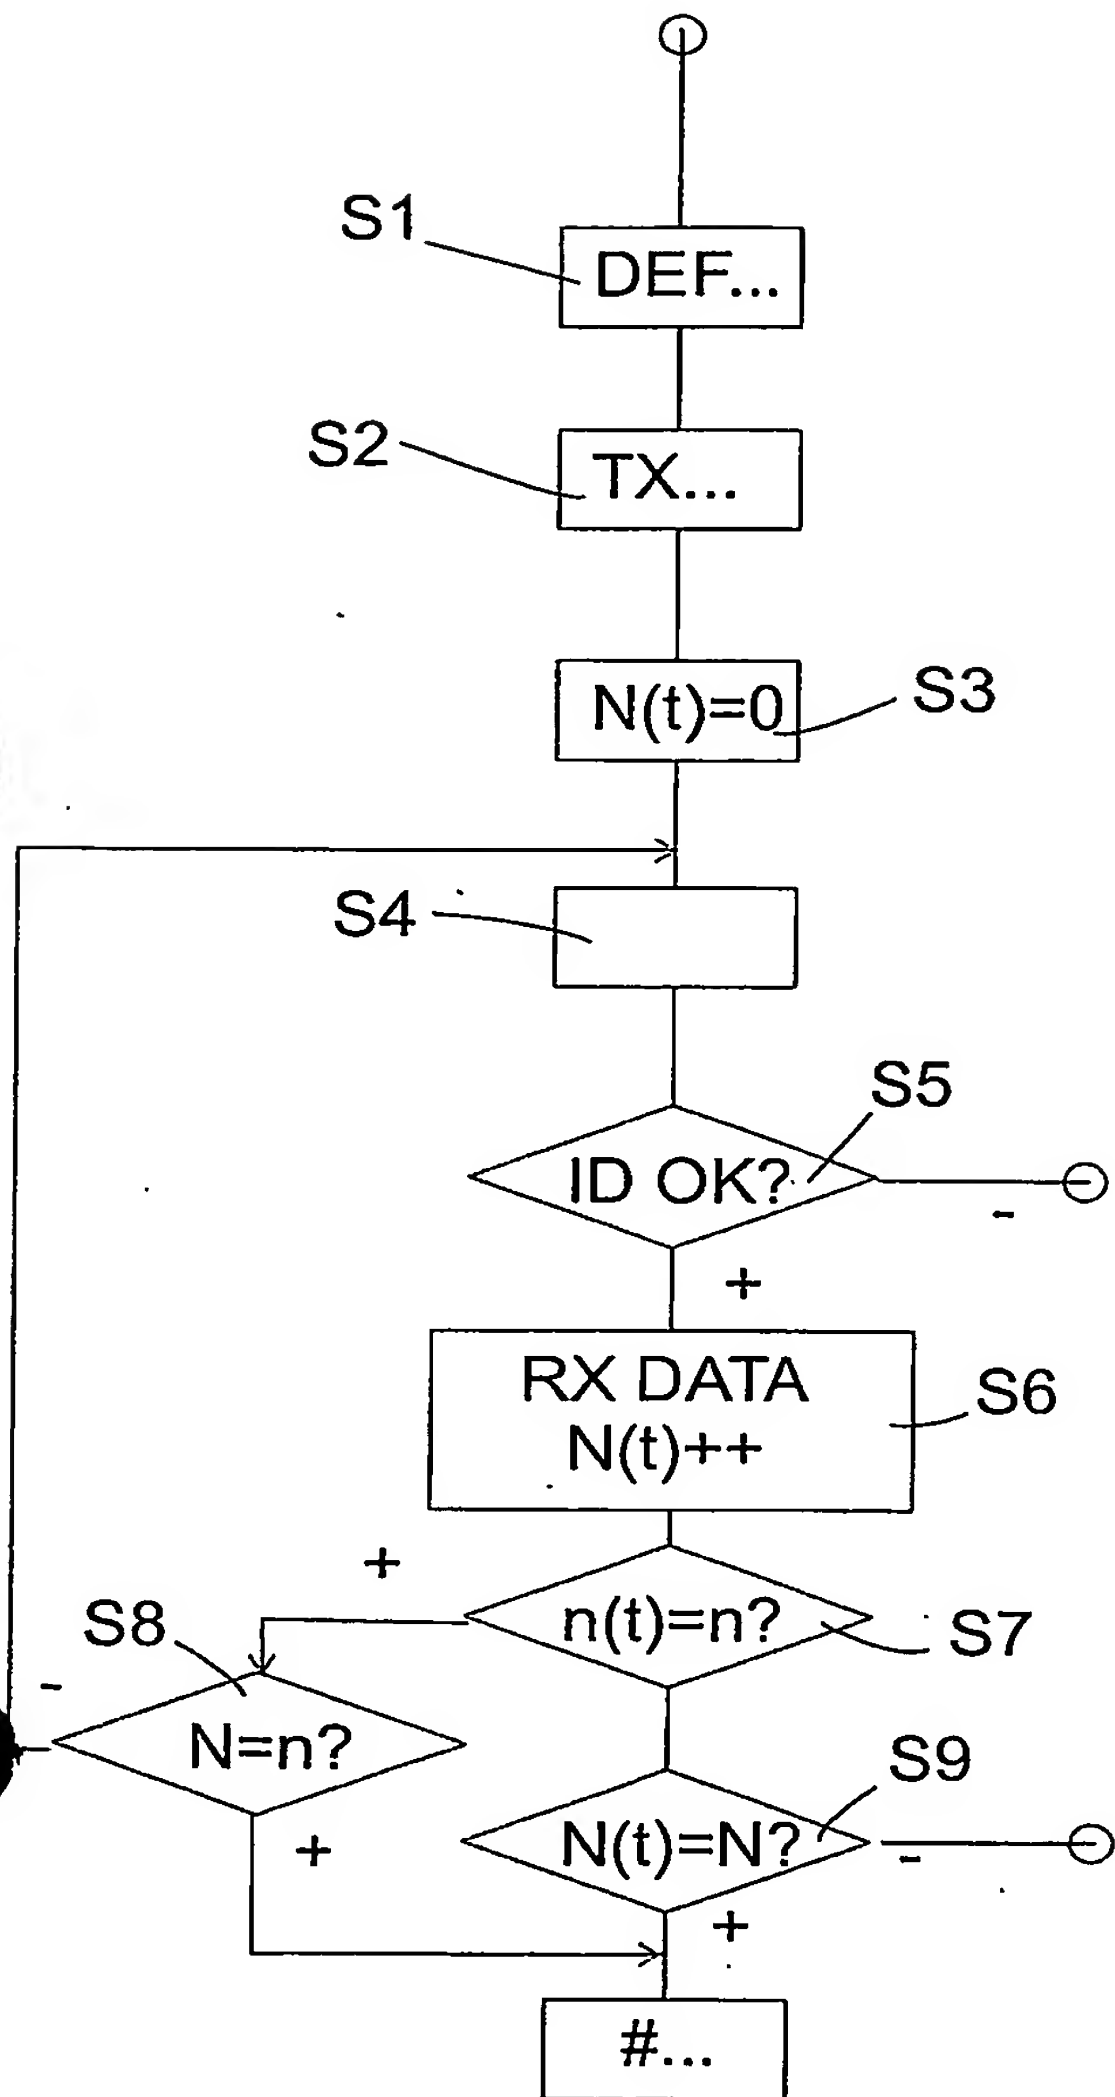 S1
DEF...
S2
TX...
N(t)=0
S3
S4
S5
ID OK?
-
+
RX DATA
S6
N(t)++
+
S8
n(t)=n?
S7
-
N=n?
S9
+
N(t)=N?
-
+
#...